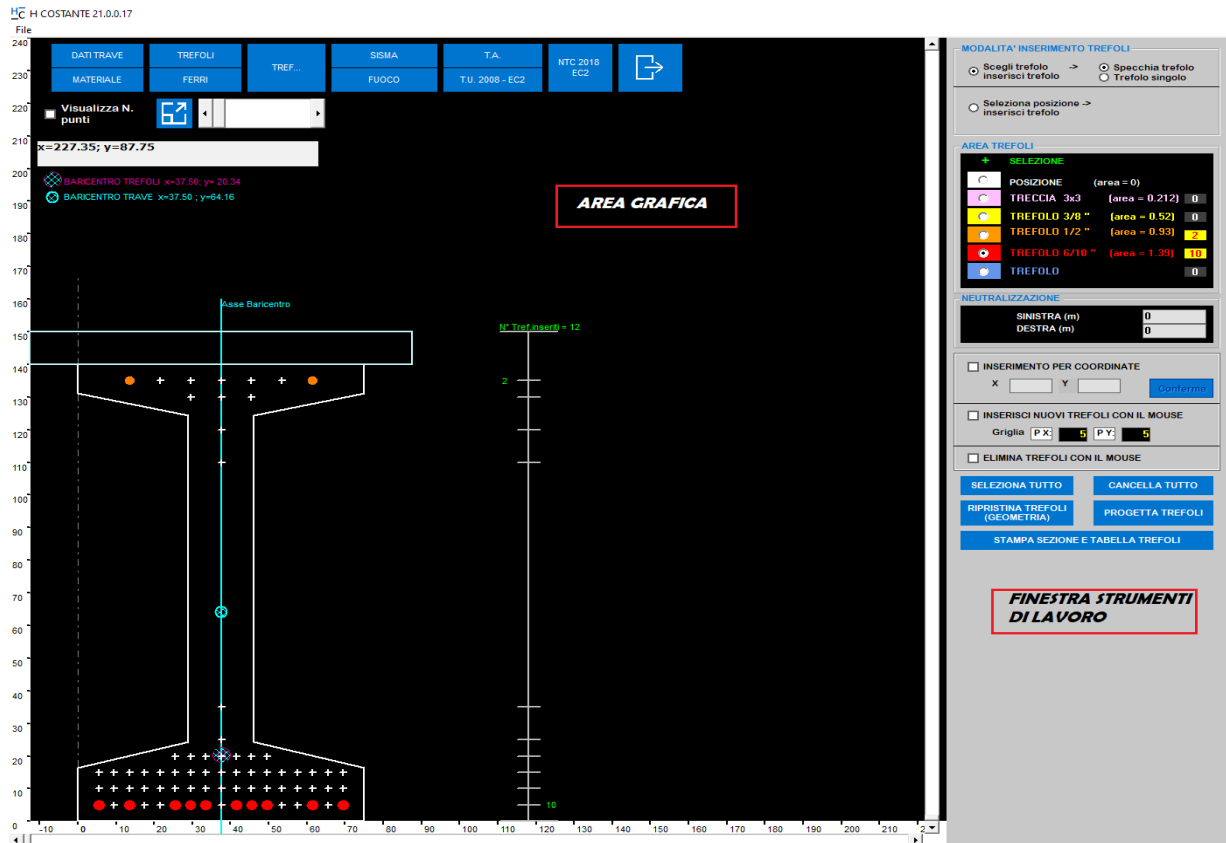 H COSTANTE 21.0.0.17
File
DATI TRAVE
TREFOLI
TREF...
SISMA
T.A.
NTC 2018
EC2
MATERIALE
FERRI
FUOCO
T.U. 2008 - EC2
Visualizza N.
punti
x=227.35; y=87.75
BARICENTRO TREFOLI x=37.50; y= 20.34
BARICENTRO TRAVE x=37.50 ; y=64.16
AREA GRAFICA
Asse Baricentro
N° Tref.inseriti = 12
2
10
240
230
220
210
200
190
180
170
160
150
140
130
120
110
100
90
80
70
60
50
40
30
20
10
0
-10 0 10 20 30 40 50 60 70 80 90 100 110 120 130 140 150 160 170 180 190 200 210
MODALITA' INSERIMENTO TREFOLI
Scegli trefolo ->
inserisci trefolo
Specchia trefolo
Trefolo singolo
Seleziona posizione ->
inserisci trefolo
AREA TREFOLI
+ SELEZIONE
POSIZIONE (area = 0)
TRECCIA 3x3 (area = 0.212) 0
TREFOLO 3/8 " (area = 0.52) 0
TREFOLO 1/2 " (area = 0.93) 2
TREFOLO 6/10 " (area = 1.39) 10
TREFOLO 0
NEUTRALIZZAZIONE
SINISTRA (m) 0
DESTRA (m) 0
INSERIMENTO PER COORDINATE
X Y Conferma
INSERISCI NUOVI TREFOLI CON IL MOUSE
Griglia P X: 5 P Y: 5
ELIMINA TREFOLI CON IL MOUSE
SELEZIONA TUTTO
CANCELLA TUTTO
RIPRISTINA TREFOLI
(GEOMETRIA)
PROGETTA TREFOLI
STAMPA SEZIONE E TABELLA TREFOLI
FINESTRA STRUMENTI
DI LAVORO